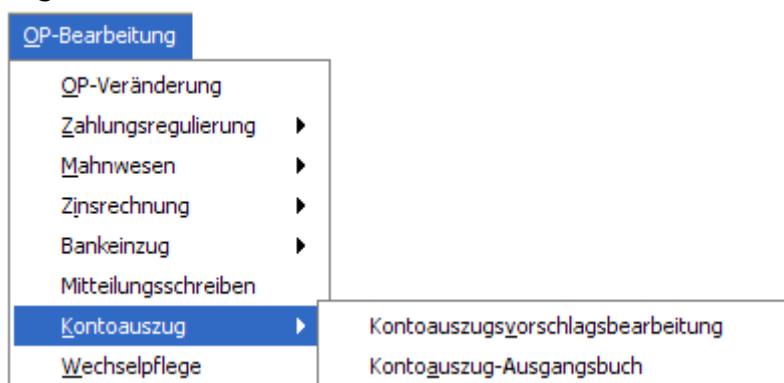 OP-Bearbeitung
OP-Veränderung
Zahlungsregulierung
Mahnwesen
Zinsrechnung
Bankeinzug
Mitteilungsschreiben
Kontoauszug
Kontoauszugsvorschlagsbearbeitung
Wechselpflege
Kontoauszug-Ausgangsbuch